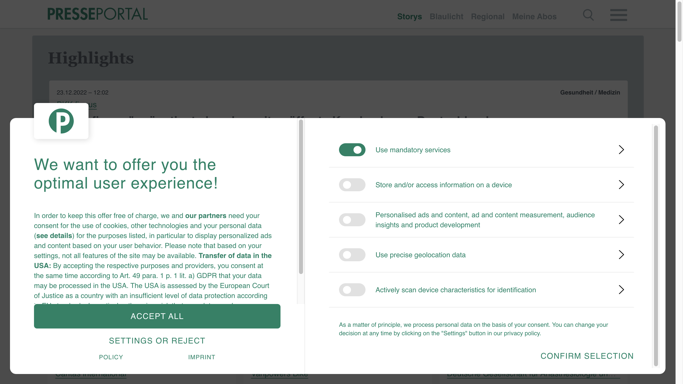 PRESSEPORTAL
Storys Blaulicht Regional Meine Abos
Highlights
23.12.2022 – 12:02
Gesundheit / Medizin
We want to offer you the
optimal user experience!
In order to keep this offer free of charge, we and our partners need your
consent for the use of cookies, other technologies and your personal data
(see details) for the purposes listed, in particular to display personalized ads
and content based on your user behavior. Please note that based on your
settings, not all features of the site may be available. Transfer of data in the
USA: By accepting the respective purposes and providers, you consent at
the same time according to Art. 49 para. 1 p. 1 lit. a) GDPR that your data
may be processed in the USA. The USA is assessed by the European Court
of Justice as a country with an insufficient level of data protection according
ACCEPT ALL
SETTINGS OR REJECT
POLICY
IMPRINT
Use mandatory services
Store and/or access information on a device
Personalised ads and content, ad and content measurement, audience
insights and product development
Use precise geolocation data
Actively scan device characteristics for identification
As a matter of principle, we process personal data on the basis of your consent. You can change your
decision at any time by clicking on the "Settings" button in our privacy policy.
CONFIRM SELECTION